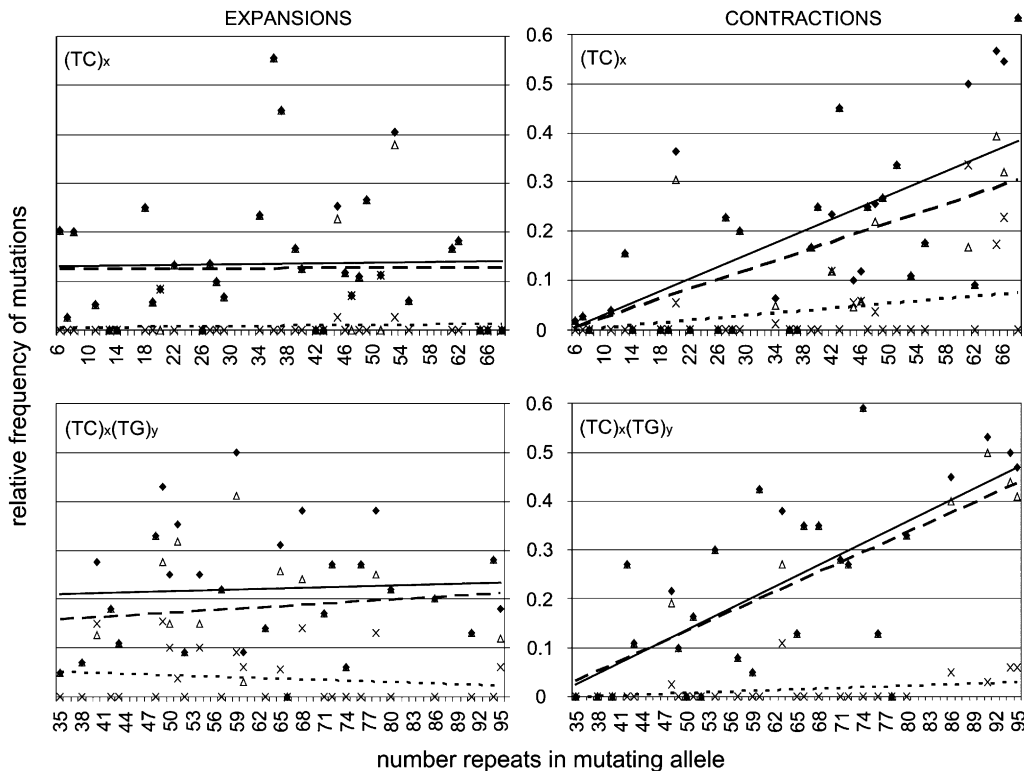 EXPANSIONS
CONTRACTIONS
relative frequency of mutations
(TC)x
6 10 14 18 22 26 30 34 38 42 46 50 54 58 62 66
(TC)x
0.6
0.5
0.4
0.3
0.2
0.1
0
6 10 14 18 22 26 30 34 38 42 46 50 54 58 62 66
(TC)x(TG)y
35 38 41 44 47 50 53 56 59 62 65 68 71 74 77 80 83 86 89 92 95
(TC)x(TG)y
0.6
0.5
0.4
0.3
0.2
0.1
0
35 38 41 44 47 50 53 56 59 62 65 68 71 74 77 80 83 86 89 92 95
number repeats in mutating allele